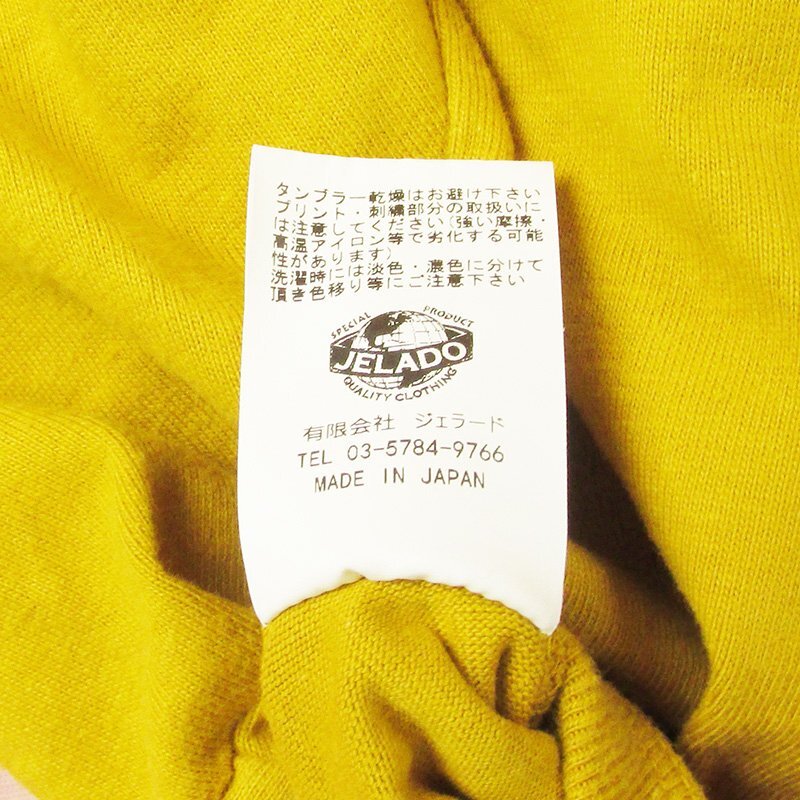 タンブラー乾燥はお避け下さい
プリント・刺繍部分の取扱いに
は注意してください(強い摩擦・
高温アイロン等で劣化する可能
性があります)
洗濯時には淡色・濃色に分けて
頂き色移り等にご注意下さい
SPECIAL PRODUCT
JELADO
QUALITY CLOTHING
有限会社 ジェラード
TEL 03-5784-9766
MADE IN JAPAN